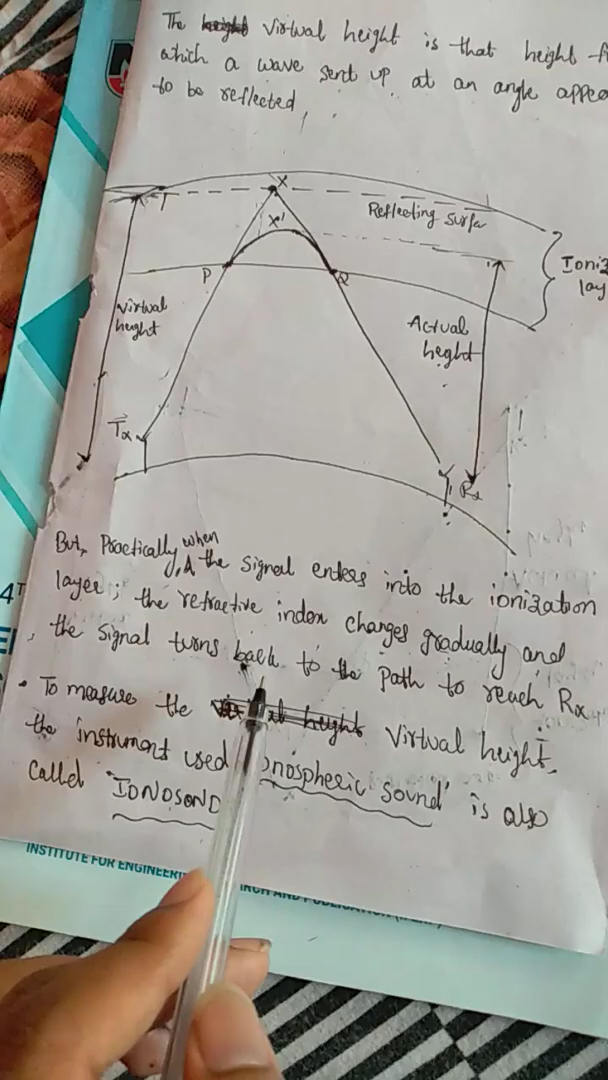 The height Virtual height is that height
which a wave sent up at an angle appea
to be reflected,
T
X
X'
Reflecting surfa
Ioniz
lay
P
Q
Virtual
height
Actual
heght
Tx
Rx
But, Practically, when the signal enters into the ionization
layer; the refractive index changes gradually and
, the signal turns back to the Path to reach Rx
• To measure the height Virtual height,
the instrument used onospheric sound' is also
Called "IONOSOND
INSTITUTE FOR ENGINEERI